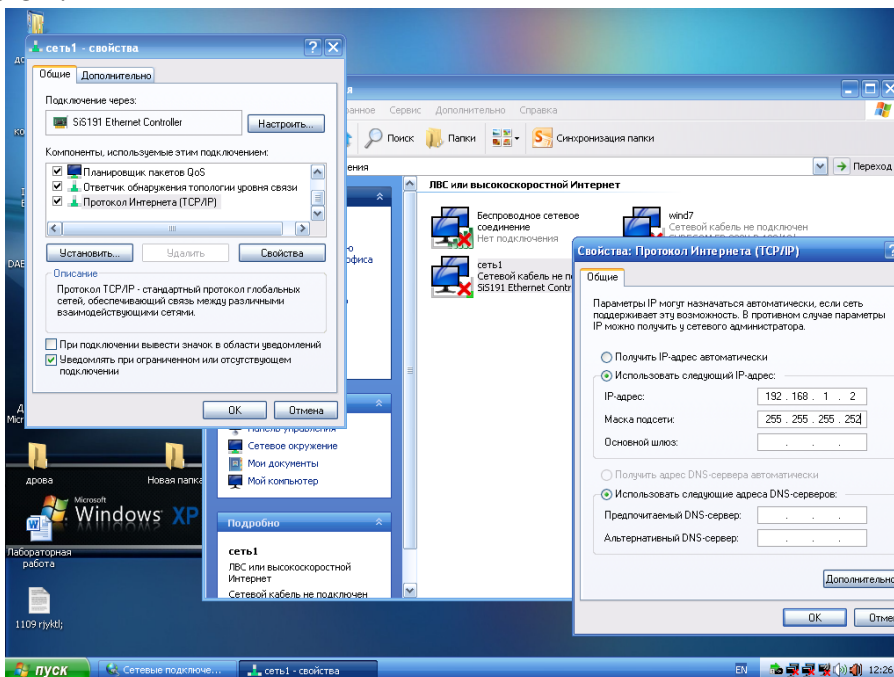 сеть1 - свойства
Общие
Дополнительно
Подключение через:
SiS191 Ethernet Controller
Настроить...
Компоненты, используемые этим подключением:
Планировщик пакетов QoS
Ответчик обнаружения топологии уровня связи
Протокол Интернета (TCP/IP)
Установить...
Удалить
Свойства
Описание
Протокол TCP/IP - стандартный протокол глобальных
сетей, обеспечивающий связь между различными
взаимодействующими сетями.
При подключении вывести значок в области уведомлений
Уведомлять при ограниченном или отсутствующем
подключении
OK
Отмена
Сервис
Дополнительно
Справка
Поиск
Папки
Синхронизация папки
Переход
ЛВС или высокоскоростной Интернет
Беспроводное сетевое
соединение
Нет подключения
wind7
Сетевой кабель не подключен
сеть1
Сетевой кабель не п
SiS191 Ethernet Contr
Панель управления
Сетевое окружение
Мои документы
Мой компьютер
Подробно
сеть1
ЛВС или высокоскоростной
Интернет
Сетевой кабель не подключен
Свойства: Протокол Интернета (TCP/IP)
Общие
Параметры IP могут назначаться автоматически, если сеть
поддерживает эту возможность. В противном случае параметры
IP можно получить у сетевого администратора.
Получить IP-адрес автоматически
Использовать следующий IP-адрес:
IP-адрес:
192 . 168 . 1 . 2
Маска подсети:
255 . 255 . 255 . 252
Основной шлюз:
Получить адрес DNS-сервера автоматически
Использовать следующие адреса DNS-серверов:
Предпочитаемый DNS-сервер:
Альтернативный DNS-сервер:
Дополнительно
OK
Отме
дрова
Новая папка
Microsoft
Windows XP
Лабораторная
работа
1109 rjyktl;
пуск
Сетевые подключе...
сеть1 - свойства
EN
12:26